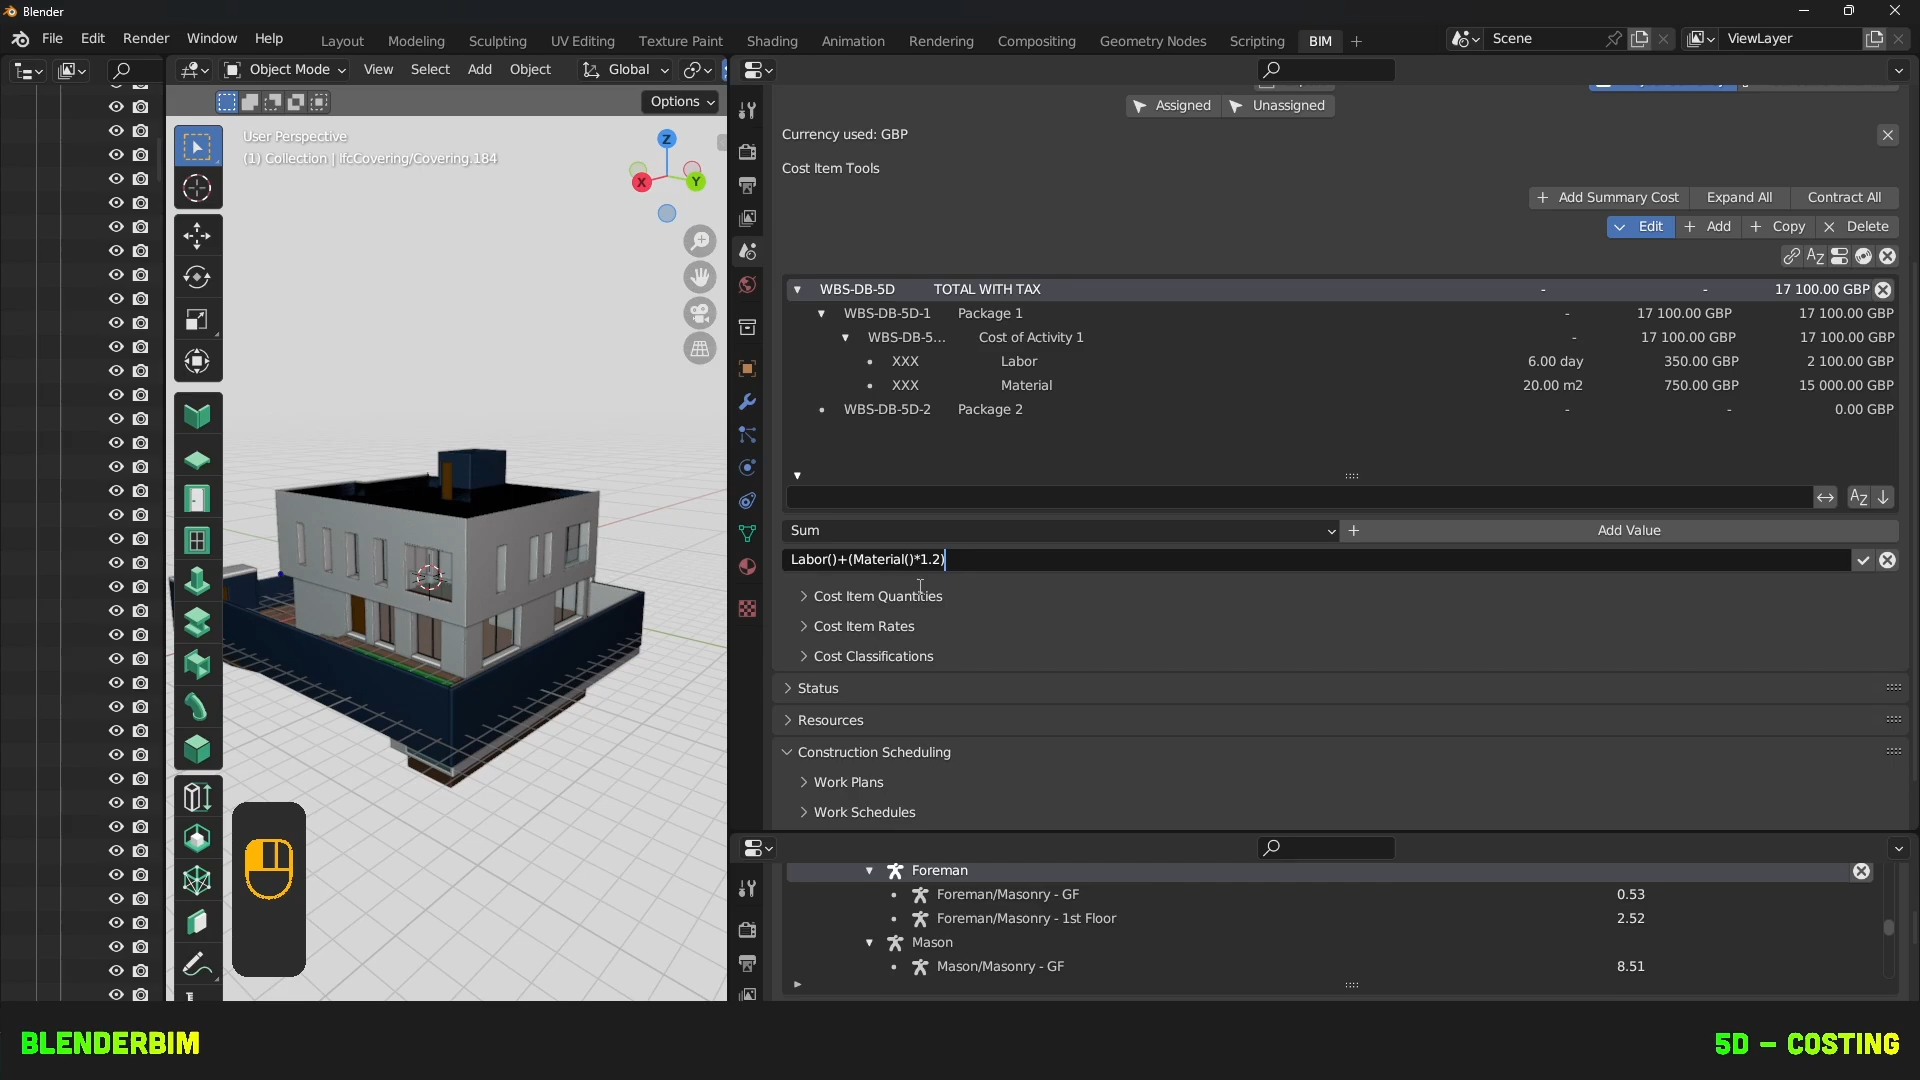 Blender
File Edit Render Window Help
Layout Modeling Sculpting UV Editing Texture Paint Shading Animation Rendering Compositing Geometry Nodes Scripting BIM
Scene
ViewLayer
Object Mode View Select Add Object Global
Options
User Perspective
(1) Collection | IfcCovering/Covering.184
Z
X
Y
Assigned Unassigned
Currency used: GBP
Cost Item Tools
Add Summary Cost Expand All Contract All
Edit Add Copy Delete
WBS-DB-5D TOTAL WITH TAX - - 17 100.00 GBP
WBS-DB-5D-1 Package 1 - 17 100.00 GBP 17 100.00 GBP
WBS-DB-5... Cost of Activity 1 - 17 100.00 GBP 17 100.00 GBP
XXX Labor 6.00 day 350.00 GBP 2 100.00 GBP
XXX Material 20.00 m2 750.00 GBP 15 000.00 GBP
WBS-DB-5D-2 Package 2 - - 0.00 GBP
Sum Add Value
Labor()+(Material()*1.2)
Cost Item Quantities
Cost Item Rates
Cost Classifications
Status
Resources
Construction Scheduling
Work Plans
Work Schedules
Foreman
Foreman/Masonry - GF 0.53
Foreman/Masonry - 1st Floor 2.52
Mason
Mason/Masonry - GF 8.51
BLENDERBIM
5D - COSTING